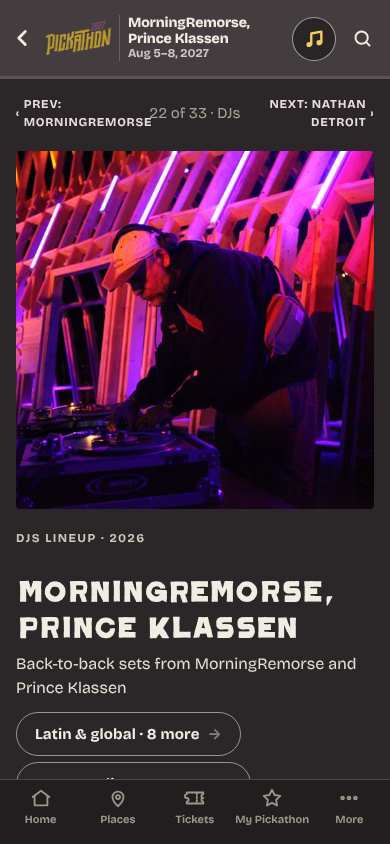 PICKATHON
MorningRemorse,
Prince Klassen
Aug 5–8, 2027
‹ PREV:
MORNINGREMORSE
22 of 33 · DJs
NEXT: NATHAN ›
DETROIT
DJS LINEUP · 2026
MORNINGREMORSE,
PRINCE KLASSEN
Back-to-back sets from MorningRemorse and
Prince Klassen
Latin & global · 8 more →
Home
Places
Tickets
My Pickathon
More